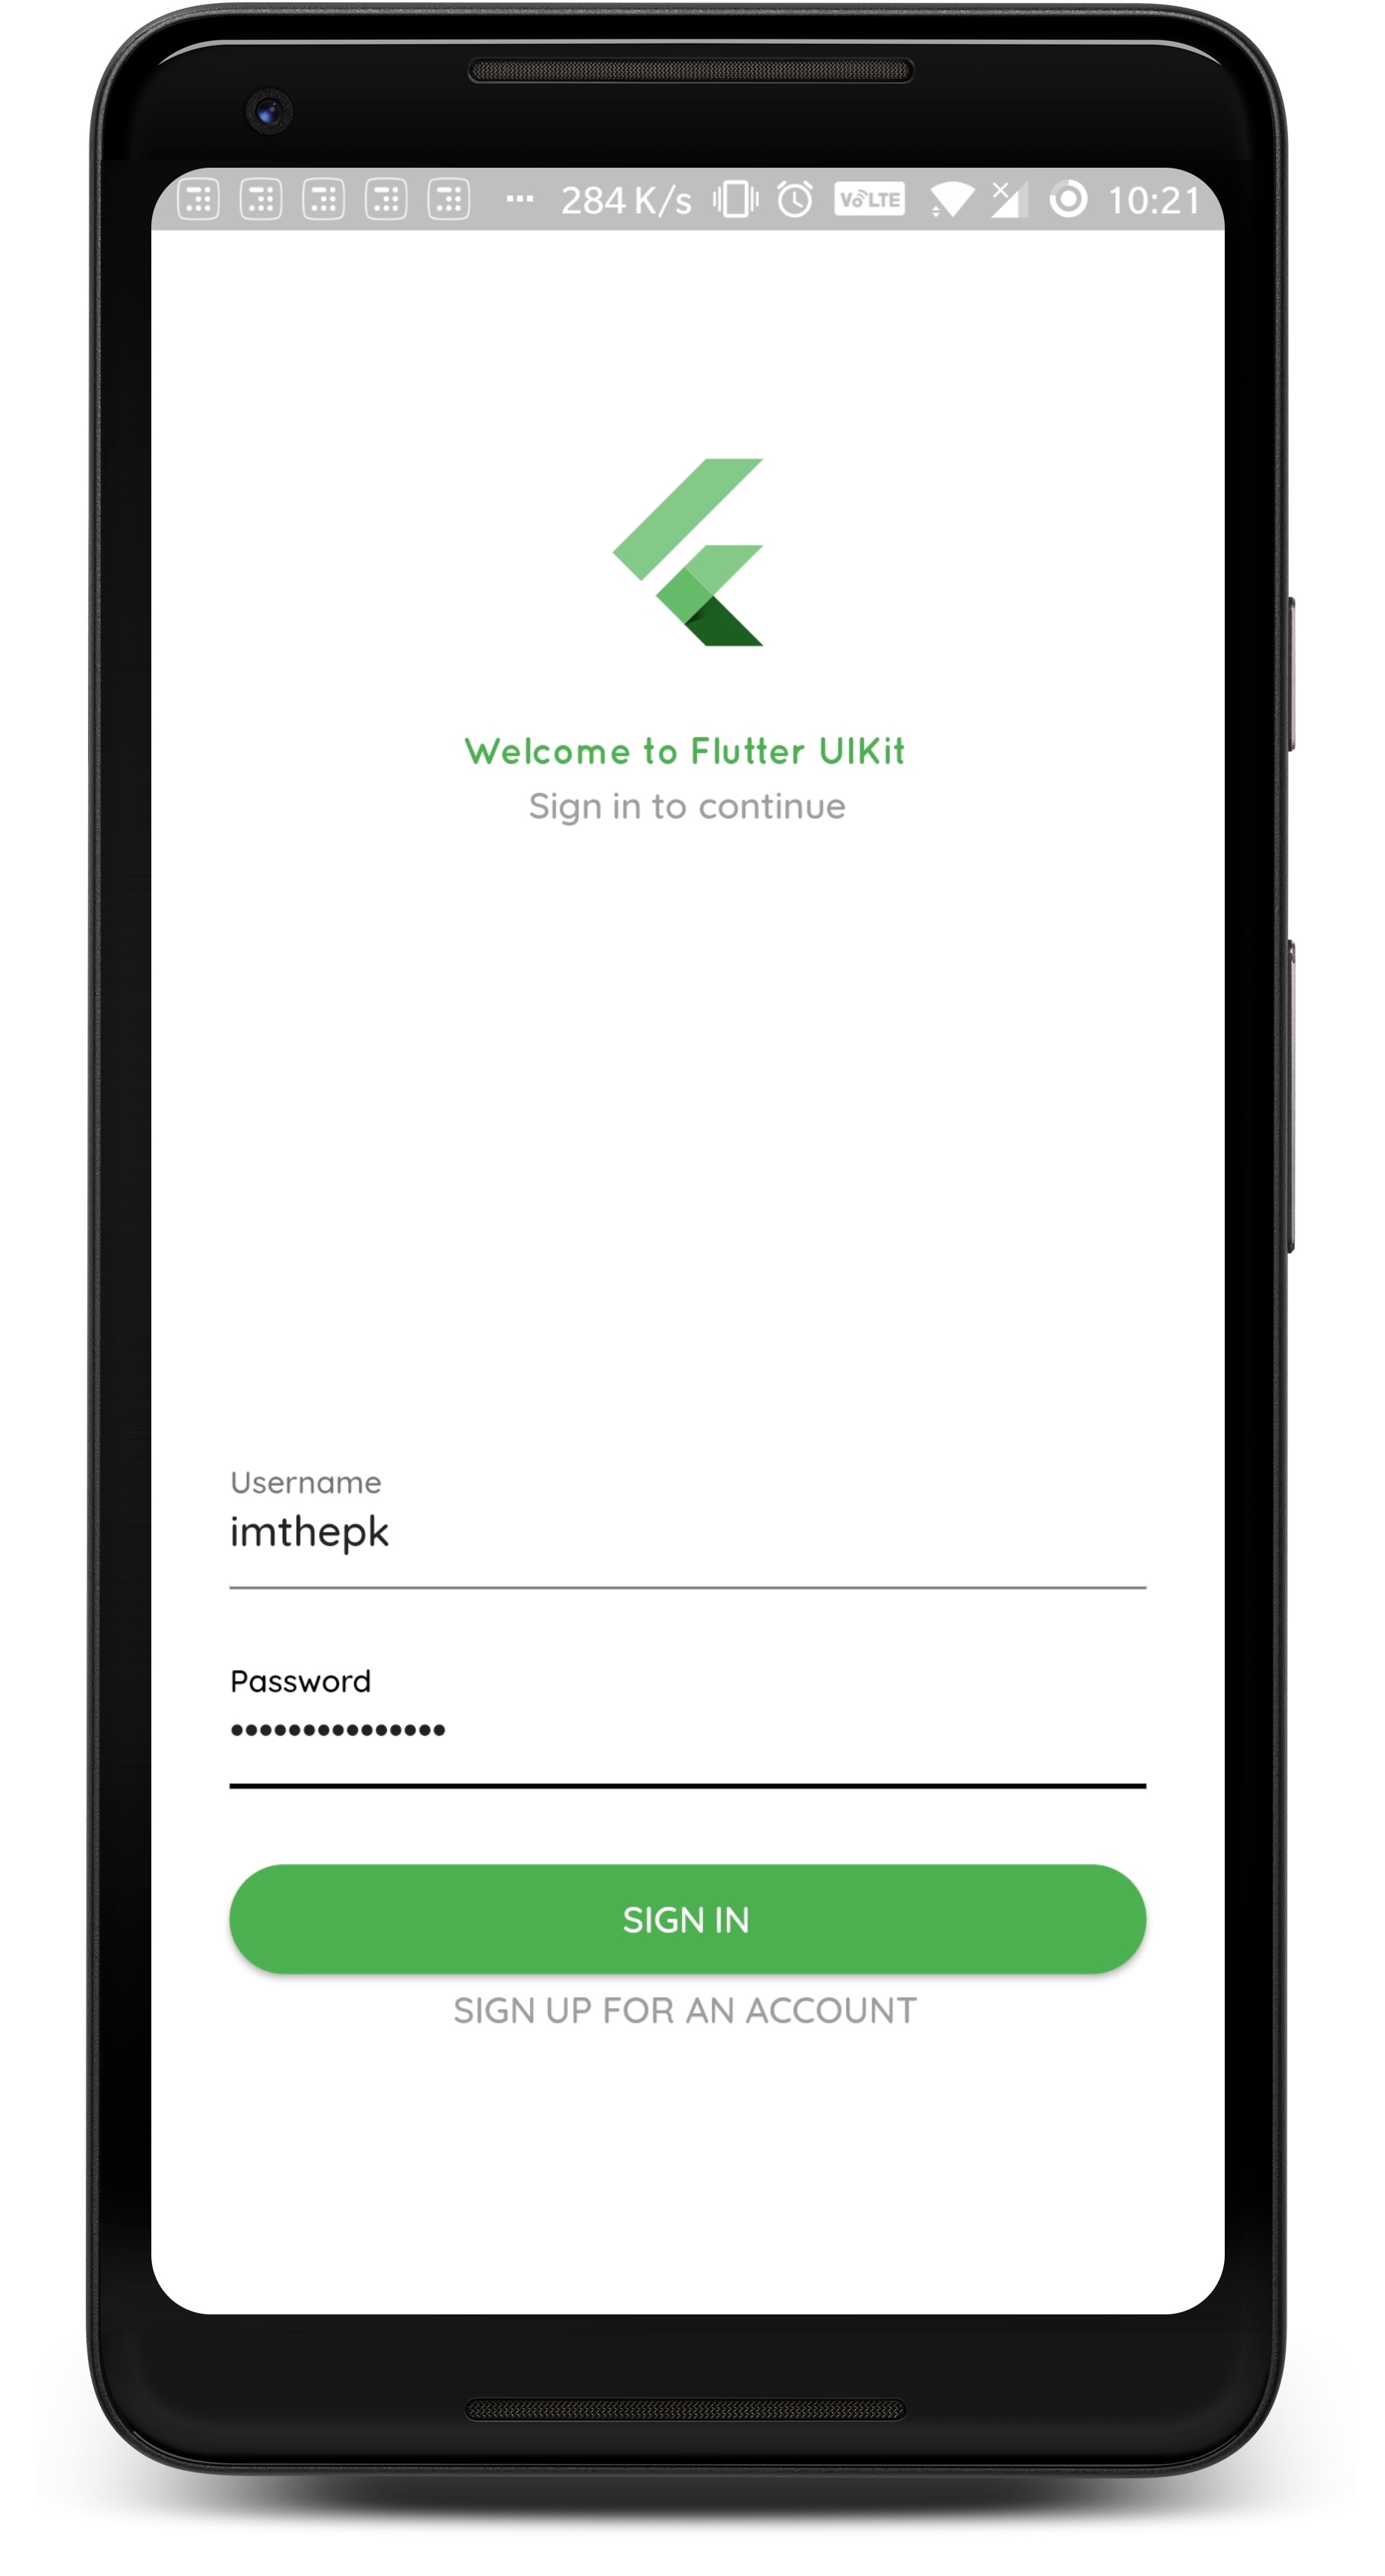 284 K/s VoLTE 10:21
Welcome to Flutter UIKit
Sign in to continue
Username
imthepk
Password
••••••••••••••• 
SIGN IN
SIGN UP FOR AN ACCOUNT